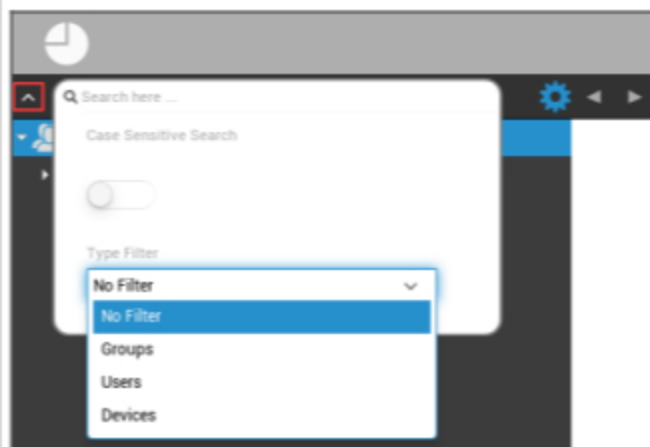 Search here ...
Case Sensitive Search
Type Filter
No Filter
No Filter
Groups
Users
Devices